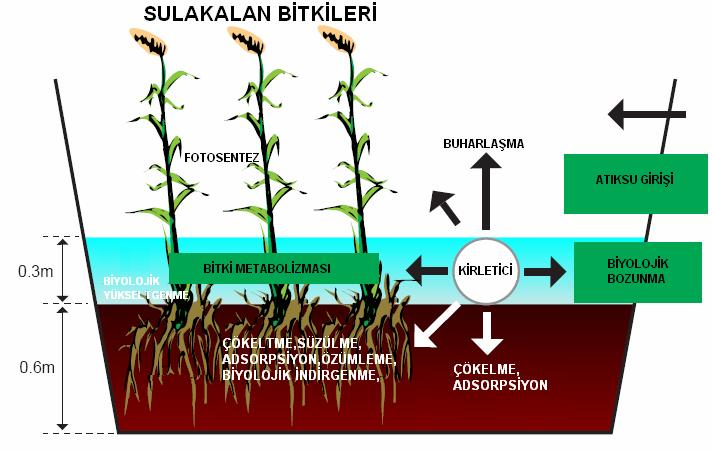 SULAKALAN BİTKİLERİ
FOTOSENTEZ
BUHARLAŞMA
ATIKSU GİRİŞİ
0.3m
BİYOLOJİK
YÜKSELTGENME
BİTKİ METABOLİZMASI
KİRLETİCİ
BİYOLOJİK
BOZUNMA
0.6m
ÇÖKELTME,SÜZÜLME,
ADSORPSİYON,ÖZÜMLEME,
BİYOLOJİK İNDİRGENME,
ÇÖKELME,
ADSORPSİYON